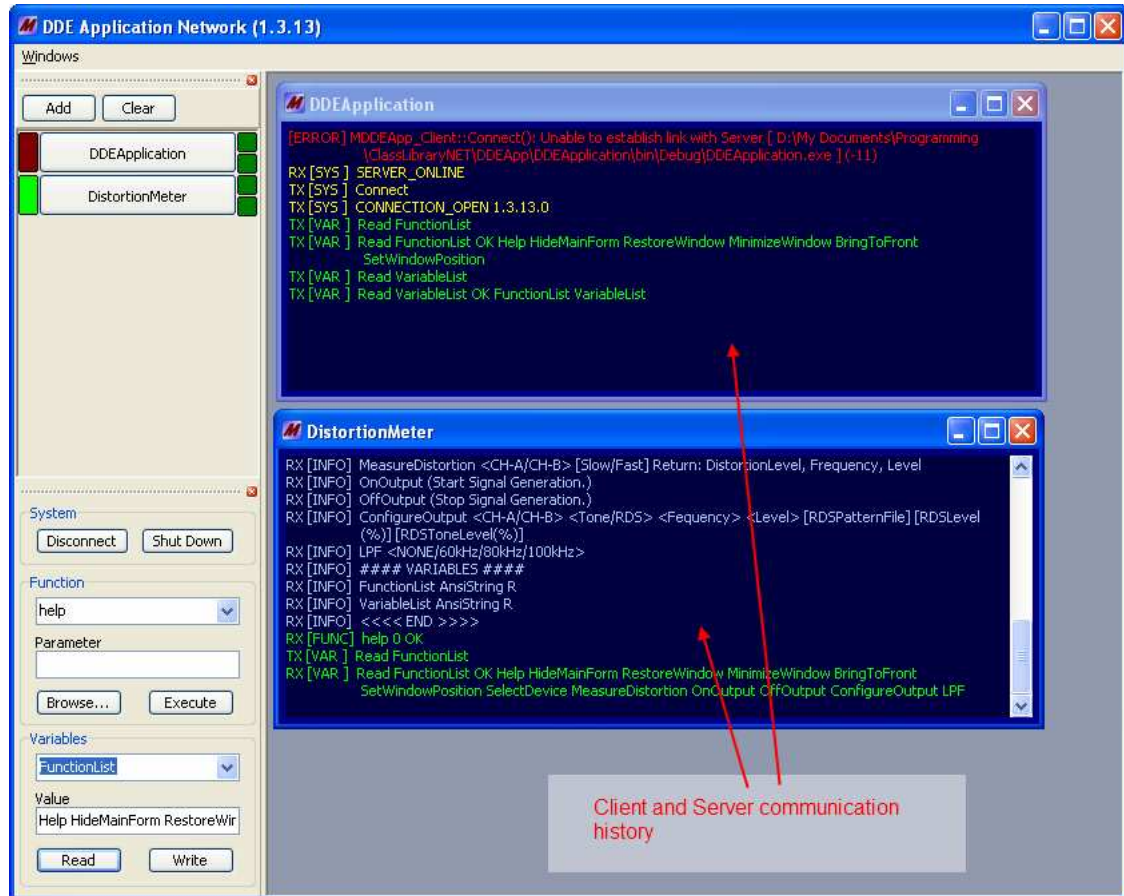 DDE Application Network (1.3.13)
Windows
Add Clear
DDEApplication
DistortionMeter
System
Disconnect Shut Down
Function
help
Parameter
Browse... Execute
Variables
FunctionList
Value
Help HideMainForm RestoreWir
Read Write
DDEApplication
[ERROR] MDDEApp_Client::Connect(): Unable to establish link with Server [ D:\My Documents\Programming
\ClassLibraryNET\DDEApp\DDEApplication\bin\Debug\DDEApplication.exe ] (-11)
RX [SYS ] SERVER_ONLINE
TX [SYS ] Connect
TX [SYS ] CONNECTION_OPEN 1.3.13.0
TX [VAR ] Read FunctionList
TX [VAR ] Read FunctionList OK Help HideMainForm RestoreWindow MinimizeWindow BringToFront
SetWindowPosition
TX [VAR ] Read VariableList
TX [VAR ] Read VariableList OK FunctionList VariableList
DistortionMeter
RX [INFO] MeasureDistortion <CH-A/CH-B> [Slow/Fast] Return: DistortionLevel, Frequency, Level
RX [INFO] OnOutput (Start Signal Generation.)
RX [INFO] OffOutput (Stop Signal Generation.)
RX [INFO] ConfigureOutput <CH-A/CH-B> <Tone/RDS> <Fequency> <Level> [RDSPatternFile] [RDSLevel
(%)] [RDSToneLevel(%)]
RX [INFO] LPF <NONE/60kHz/80kHz/100kHz>
RX [INFO] #### VARIABLES ####
RX [INFO] FunctionList AnsiString R
RX [INFO] VariableList AnsiString R
RX [INFO] <<<< END >>>>
RX [FUNC] help 0 OK
TX [VAR ] Read FunctionList
RX [VAR ] Read FunctionList OK Help HideMainForm RestoreWindow MinimizeWindow BringToFront
SetWindowPosition SelectDevice MeasureDistortion OnOutput OffOutput ConfigureOutput LPF
Client and Server communication
history